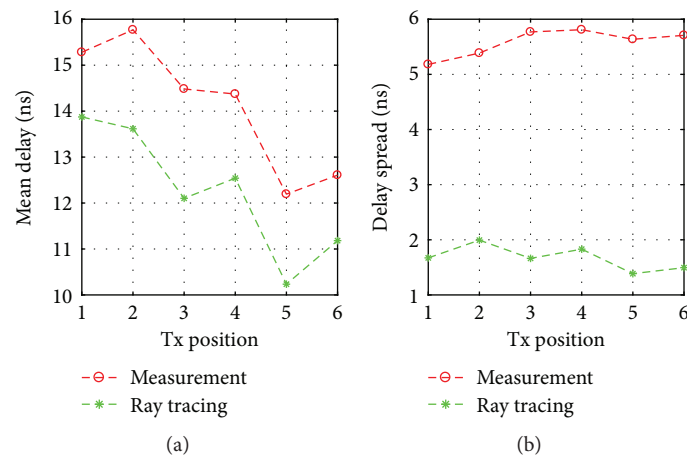 16
15
14
13
12
11
10
Mean delay (ns)
1 2 3 4 5 6
Tx position
Measurement
Ray tracing
(a)
6
5
6
3
2
1
Delay spread (ns)
1 2 3 4 5 6
Tx position
Measurement
Ray tracing
(b)